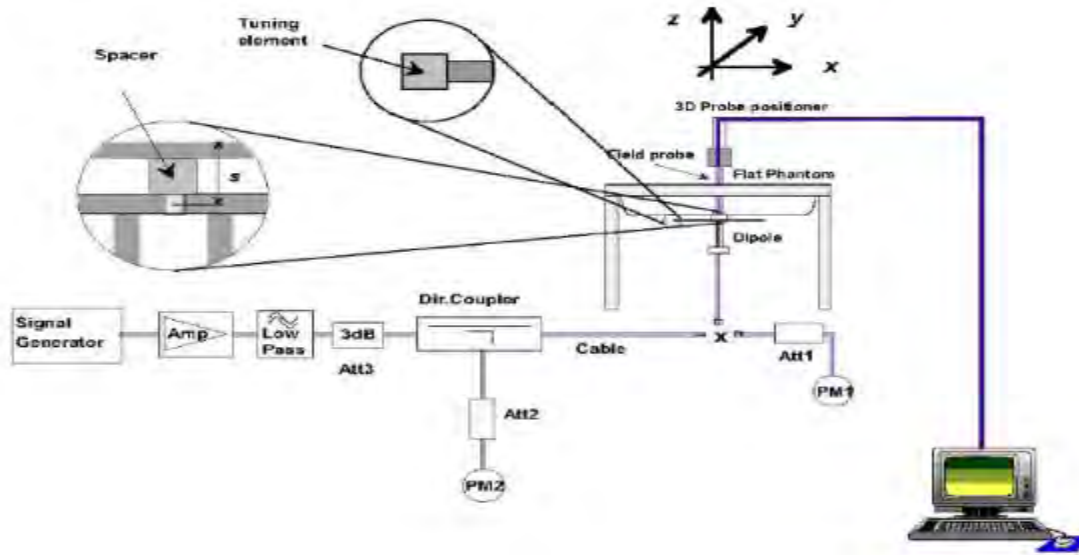 Tuning
element
Spacer
z
y
x
3D Probe positioner
Field probe
Flat Phantom
s
Dipole
Dir.Coupler
Signal
Generator
Amp
Low
Pass
3dB
Att3
Cable
x
Att1
PM1
Att2
PM2